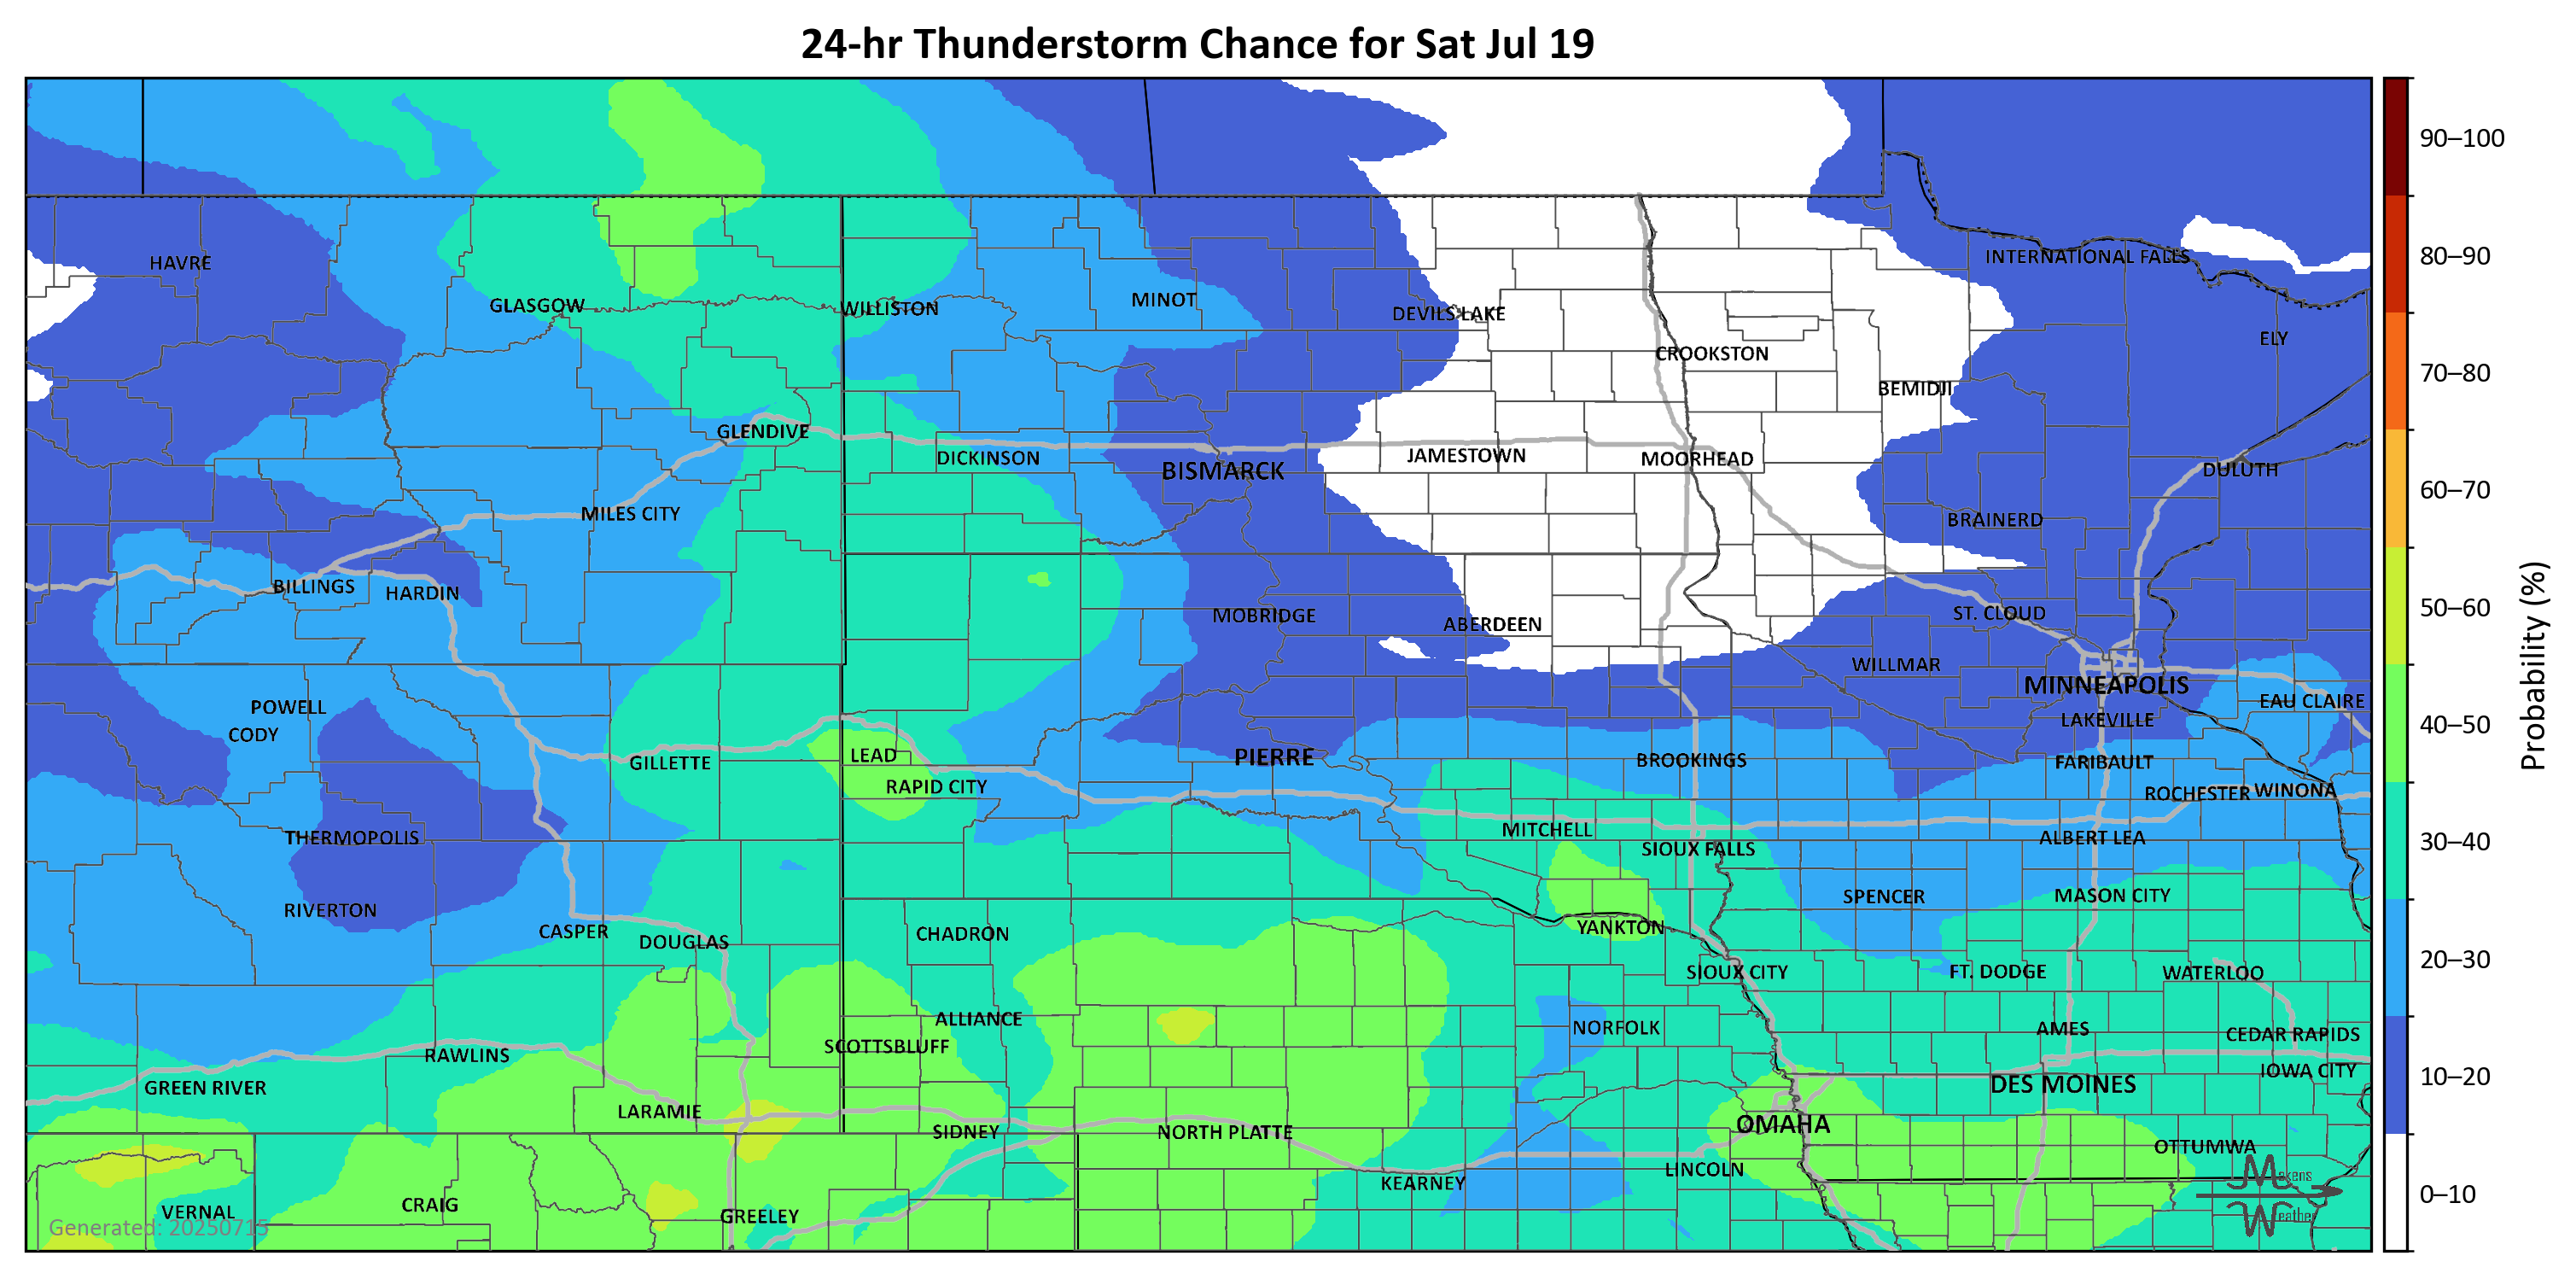 24-hr Thunderstorm Chance for Sat Jul 19
90–100
80–90
70–80
60–70
50–60
40–50
30–40
20–30
10–20
0–10
Probability (%)
HAVRE
INTERNATIONAL FALLS
GLASGOW
WILLISTON
MINOT
DEVILS LAKE
ELY
CROOKSTON
BEMIDJI
GLENDIVE
DICKINSON
BISMARCK
JAMESTOWN
MOORHEAD
DULUTH
MILES CITY
BRAINERD
BILLINGS
HARDIN
MOBRIDGE
ABERDEEN
ST. CLOUD
WILLMAR
MINNEAPOLIS
POWELL
EAU CLAIRE
CODY
LAKEVILLE
GILLETTE
LEAD
PIERRE
BROOKINGS
FARIBAULT
RAPID CITY
ROCHESTER
WINONA
THERMOPOLIS
MITCHELL
ALBERT LEA
SIOUX FALLS
RIVERTON
SPENCER
MASON CITY
CASPER
DOUGLAS
CHADRON
YANKTON
SIOUX CITY
FT. DODGE
WATERLOO
ALLIANCE
NORFOLK
AMES
CEDAR RAPIDS
SCOTTSBLUFF
RAWLINS
IOWA CITY
GREEN RIVER
DES MOINES
LARAMIE
OMAHA
SIDNEY
NORTH PLATTE
OTTUMWA
LINCOLN
KEARNEY
VERNAL
CRAIG
GREELEY
Makens
Weather
Generated: 20250715